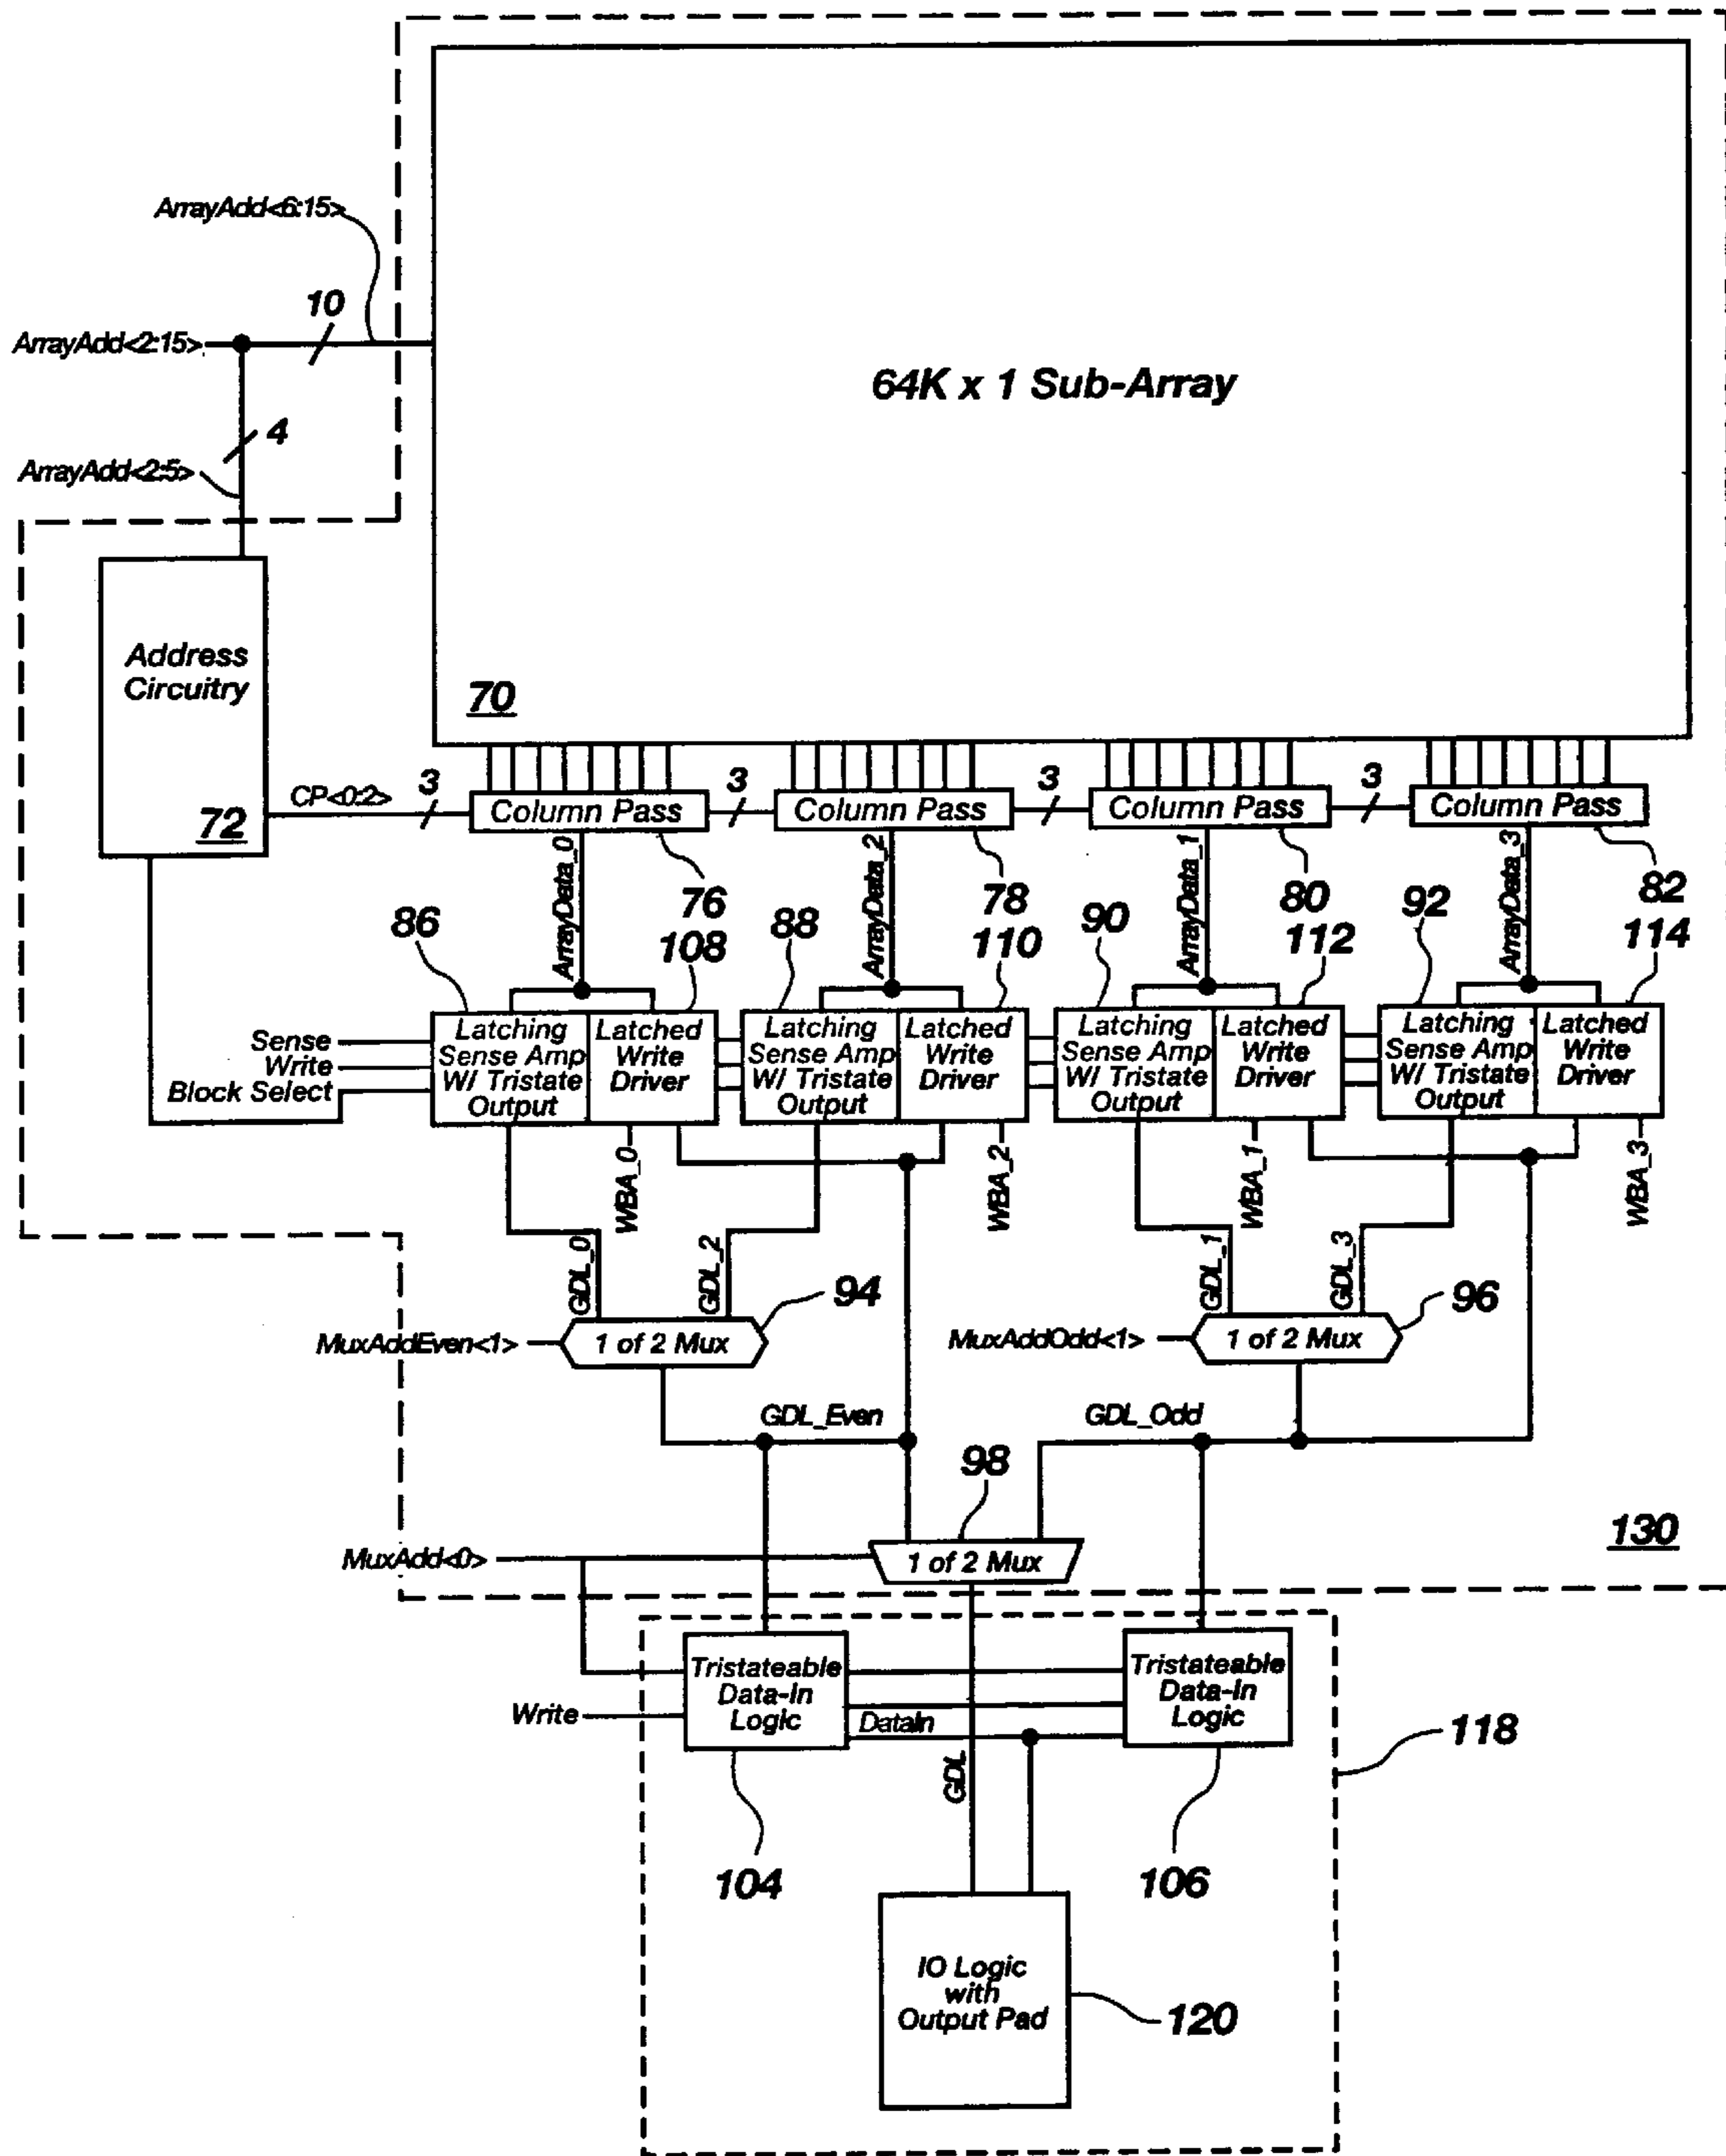 ArrayAdd<6:15>
10
ArrayAdd<2:15>
64K x 1 Sub-Array
4
ArrayAdd<2:5>
Address
Circuitry
72
70
CP<0:2>
3
Column Pass
3
Column Pass
3
Column Pass
3
Column Pass
ArrayData_0
ArrayData_2
ArrayData_1
ArrayData_3
76
78
80
82
86
108
88
110
90
112
92
114
Sense
Write
Block Select
Latching
Sense Amp
W/ Tristate
Output
Latched
Write
Driver
Latching
Sense Amp
W/ Tristate
Output
Latched
Write
Driver
Latching
Sense Amp
W/ Tristate
Output
Latched
Write
Driver
Latching
Sense Amp
W/ Tristate
Output
Latched
Write
Driver
WBA_0
WBA_2
WBA_1
WBA_3
GDL_0
GDL_2
GDL_1
GDL_3
94
96
MuxAddEven<1>
1 of 2 Mux
MuxAddOdd<1>
1 of 2 Mux
GDL_Even
GDL_Odd
98
130
MuxAdd<0>
1 of 2 Mux
Tristateable
Data-In
Logic
Tristateable
Data-In
Logic
Write
DataIn
118
GDL
104
106
IO Logic
with
Output Pad
120